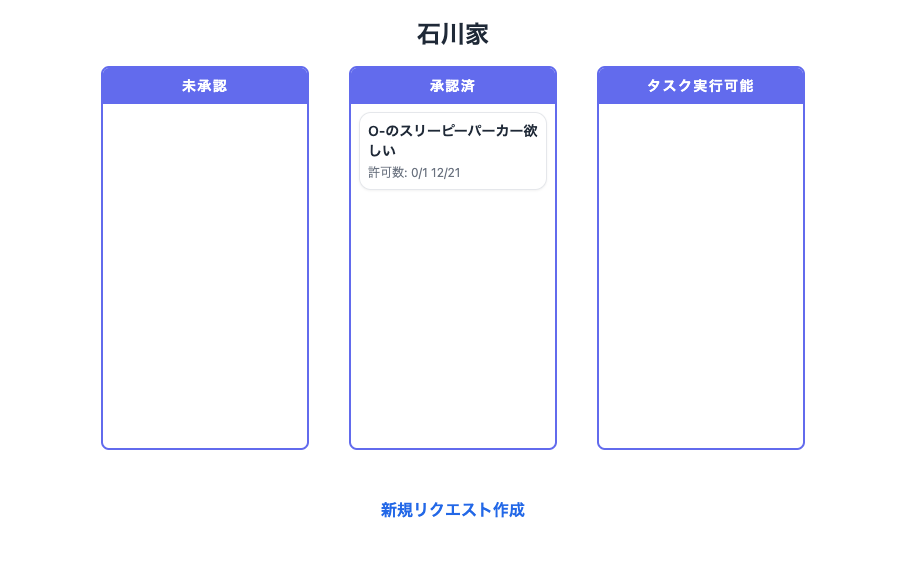 石川家
未承認
承認済
タスク実行可能
O-のスリーピーパーカー欲
しい
許可数: 0/1 12/21
新規リクエスト作成